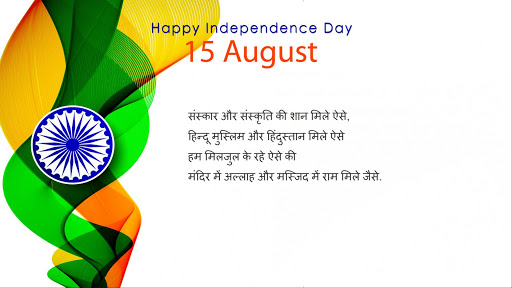 Happy Independence Day
15 August
संस्कार और संस्कृति की शान मिले ऐसे,
हिन्दू मुस्लिम और हिंदुस्तान मिले ऐसे
हम मिलजुल के रहे ऐसे की
मंदिर में अल्लाह और मस्जिद में राम मिले जैसे.